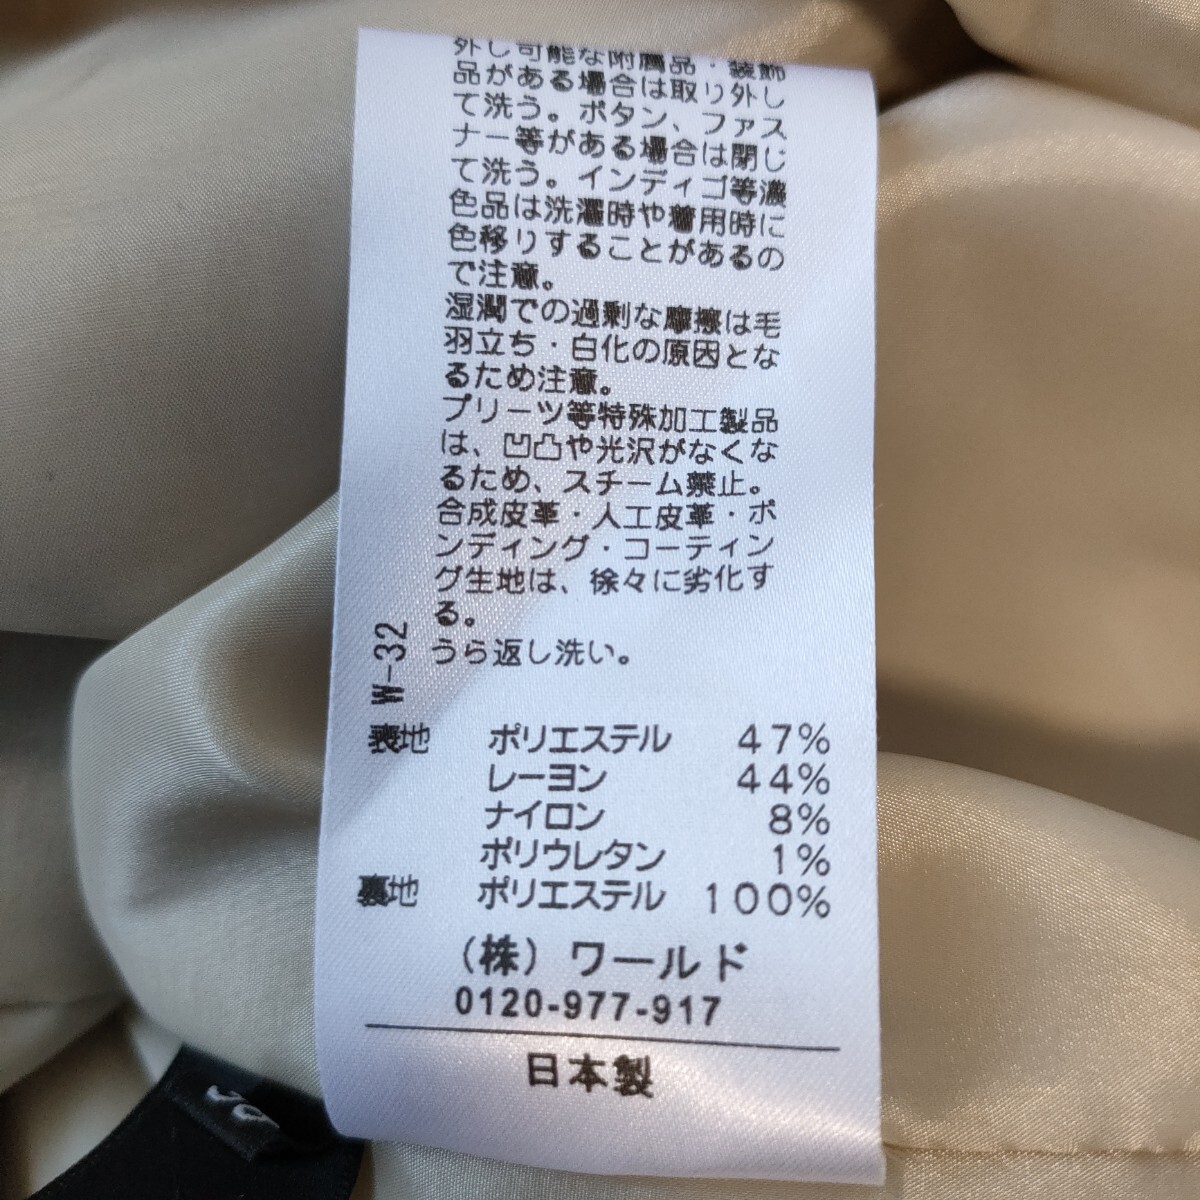 外し可能な附属品・装飾
品がある場合は取り外し
て洗う。ボタン、ファス
ナー等がある場合は閉じ
て洗う。インディゴ等濃
色品は洗濯時や着用時に
色移りすることがあるの
で注意。
湿潤での過剰な摩擦は毛
羽立ち・白化の原因とな
るため注意。
プリーツ等特殊加工製品
は、凹凸や光沢がなくな
るため、スチーム禁止。
合成皮革・人工皮革・ボ
ンディング・コーティン
グ生地は、徐々に劣化す
る。
うら返し洗い。
W-32
表地 ポリエステル 47%
レーヨン 44%
ナイロン 8%
ポリウレタン 1%
裏地 ポリエステル 100%
(株)ワールド
0120-977-917
日本製